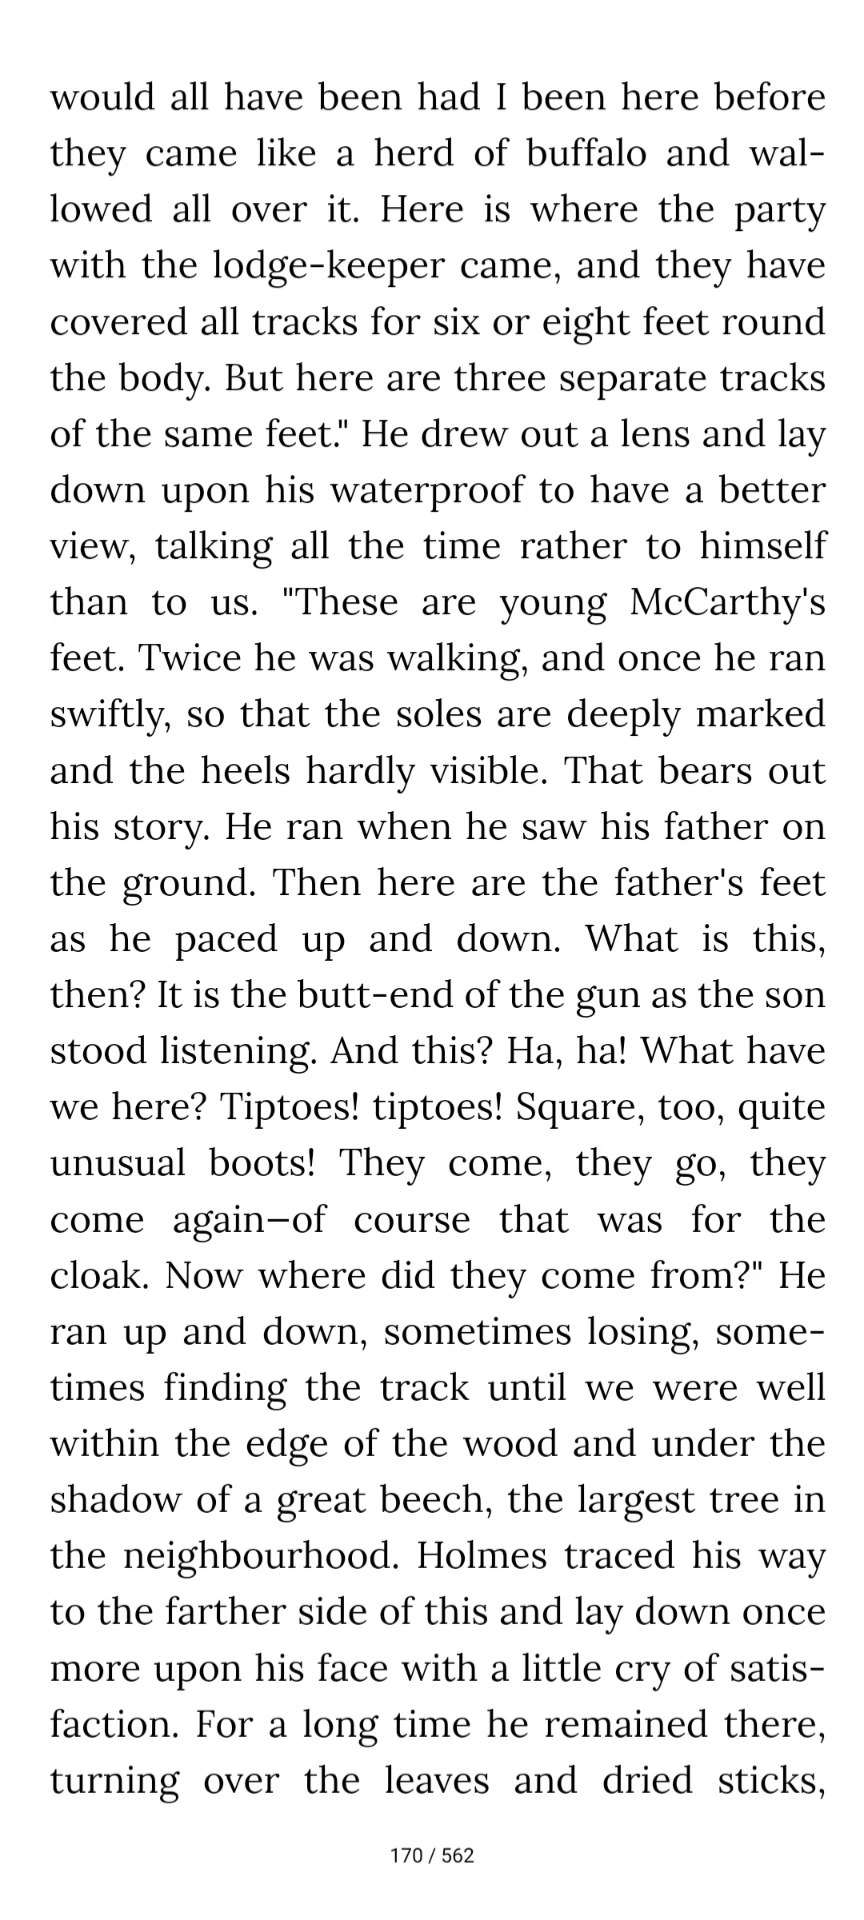 would all have been had I been here before
they came like a herd of buffalo and wal-
lowed all over it. Here is where the party
with the lodge-keeper came, and they have
covered all tracks for six or eight feet round
the body. But here are three separate tracks
of the same feet." He drew out a lens and lay
down upon his waterproof to have a better
view, talking all the time rather to himself
than to us. "These are young McCarthy's
feet. Twice he was walking, and once he ran
swiftly, so that the soles are deeply marked
and the heels hardly visible. That bears out
his story. He ran when he saw his father on
the ground. Then here are the father's feet
as he paced up and down. What is this,
then? It is the butt-end of the gun as the son
stood listening. And this? Ha, ha! What have
we here? Tiptoes! tiptoes! Square, too, quite
unusual boots! They come, they go, they
come again—of course that was for the
cloak. Now where did they come from?" He
ran up and down, sometimes losing, some-
times finding the track until we were well
within the edge of the wood and under the
shadow of a great beech, the largest tree in
the neighbourhood. Holmes traced his way
to the farther side of this and lay down once
more upon his face with a little cry of satis-
faction. For a long time he remained there,
turning over the leaves and dried sticks,
170 / 562